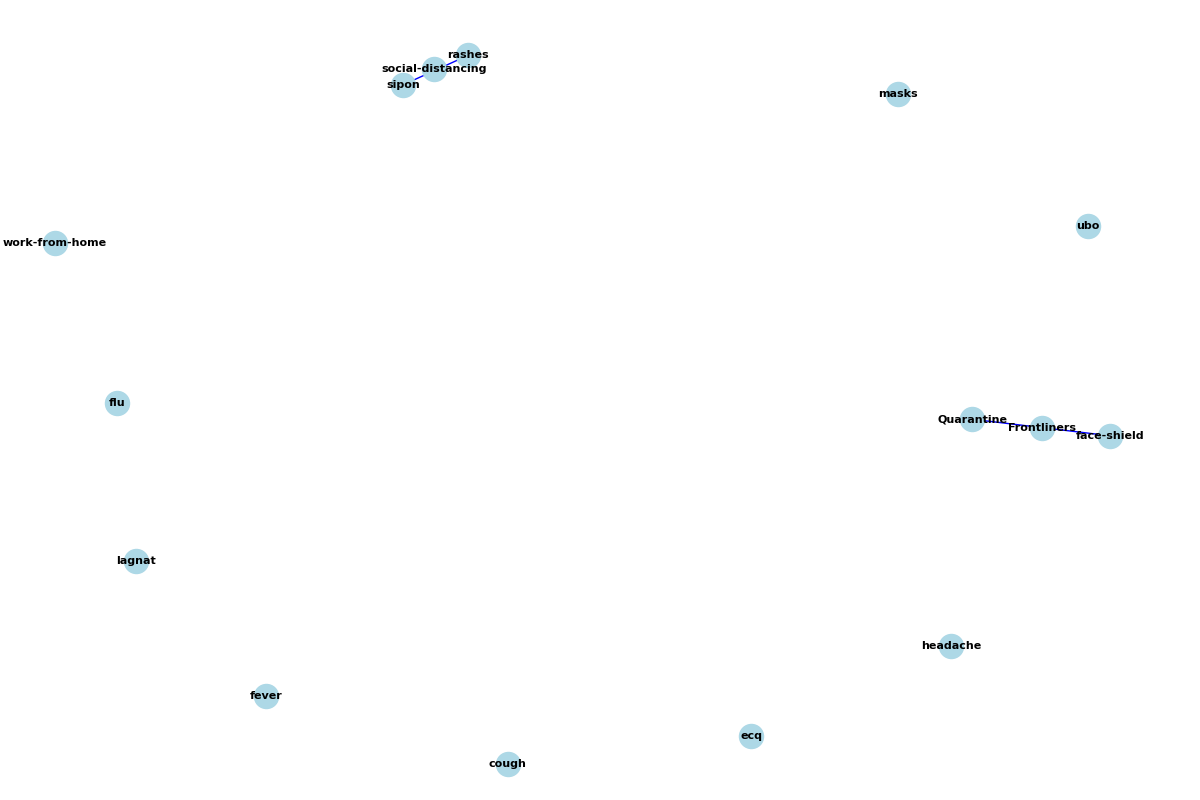 rashes
social-distancing
sipon
masks
ubo
work-from-home
flu
Quarantine
Frontliners
face-shield
lagnat
headache
fever
ecq
cough